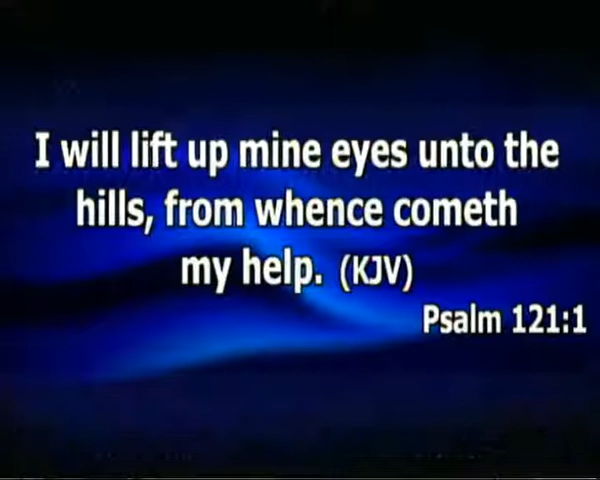 I will lift up mine eyes unto the
hills, from whence cometh
my help. (KJV)
Psalm 121:1